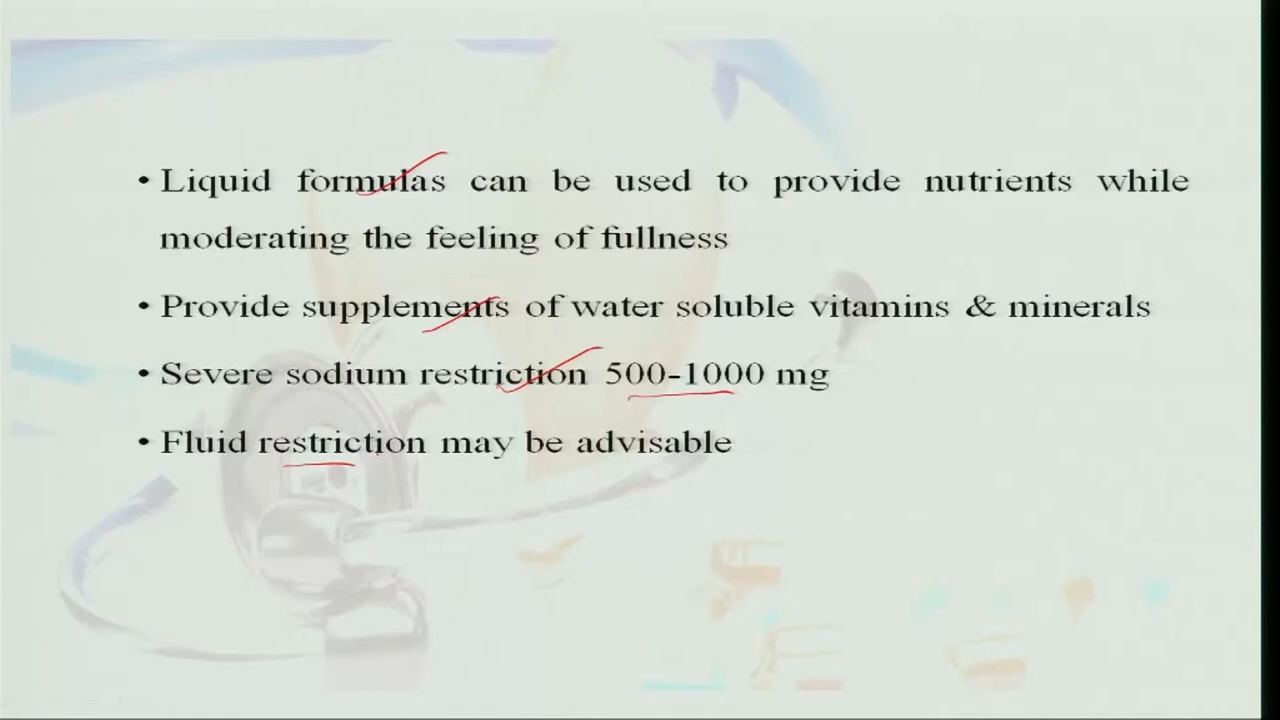 • Liquid formulas can be used to provide nutrients while
moderating the feeling of fullness
• Provide supplements of water soluble vitamins & minerals
• Severe sodium restriction 500-1000 mg
• Fluid restriction may be advisable